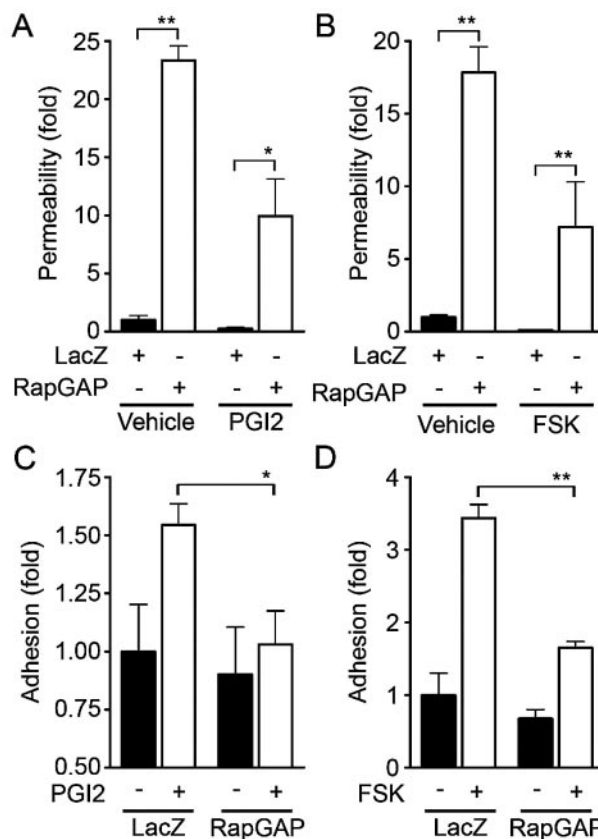 A
**
25
20
15
10
5
0
*
Permeability (fold)
LacZ + - + -
RapGAP - + - +
Vehicle PGI2
B
**
20
15
10
5
0
**
Permeability (fold)
LacZ + - + -
RapGAP - + - +
Vehicle FSK
C
*
1.75
1.50
1.25
1.00
0.75
0.50
Adhesion (fold)
PGI2 - + - +
LacZ RapGAP
D
**
4
3
2
1
0
Adhesion (fold)
FSK - + - +
LacZ RapGAP